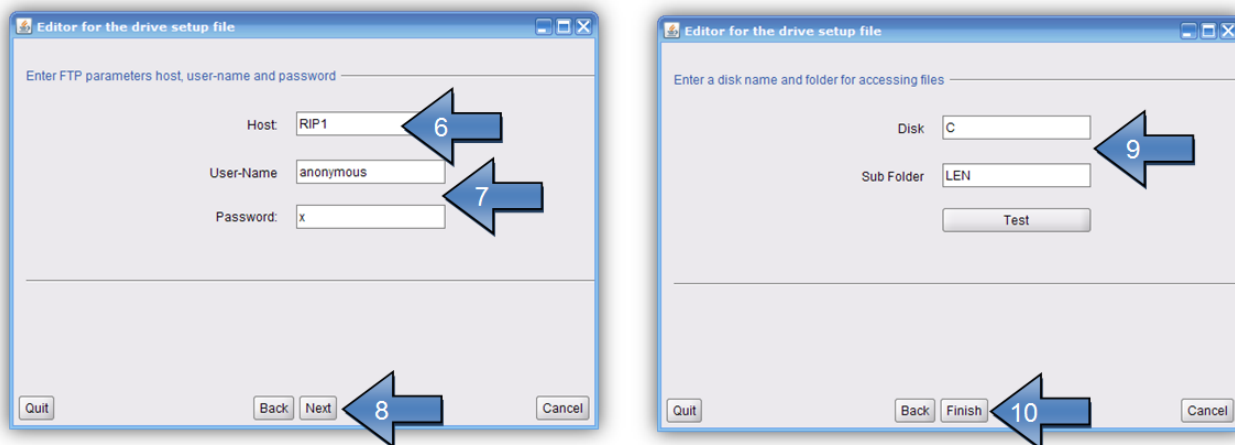 Editor for the drive setup file
Enter FTP parameters host, user-name and password
Host: RIP1
6
User-Name anonymous
7
Password: x
Quit Back Next 8 Cancel
Editor for the drive setup file
Enter a disk name and folder for accessing files
Disk C
9
Sub Folder LEN
Test
Quit Back Finish 10 Cancel